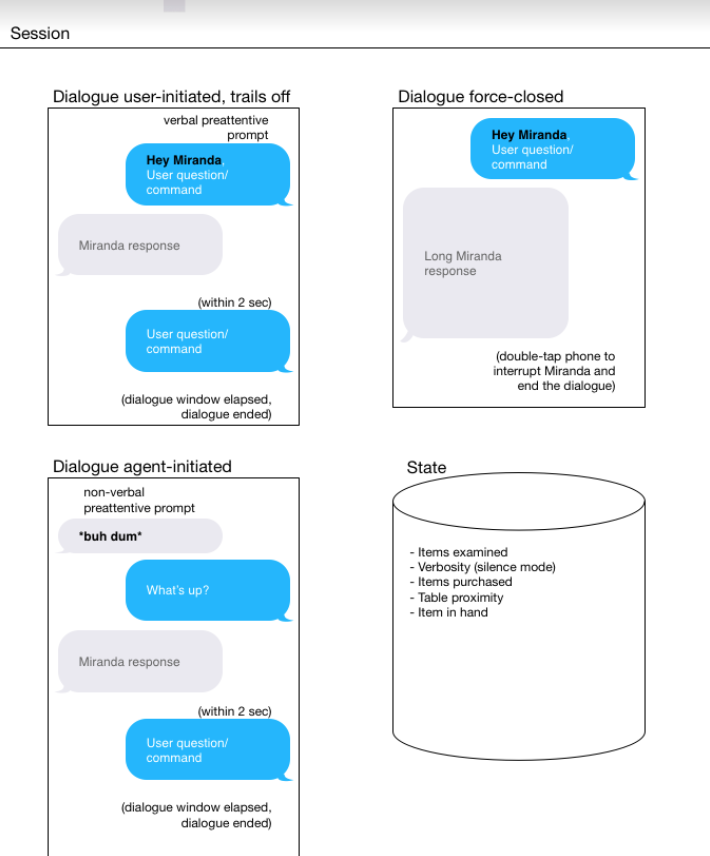 Session
Dialogue user-initiated, trails off
verbal preattentive
prompt
Hey Miranda
User question/
command
Miranda response
(within 2 sec)
User question/
command
(dialogue window elapsed,
dialogue ended)
Dialogue force-closed
Hey Miranda
User question/
command
Long Miranda
response
(double-tap phone to
interrupt Miranda and
end the dialogue)
Dialogue agent-initiated
non-verbal
preattentive prompt
*buh dum*
What's up?
Miranda response
(within 2 sec)
User question/
command
(dialogue window elapsed,
dialogue ended)
State
- Items examined
- Verbosity (silence mode)
- Items purchased
- Table proximity
- Item in hand